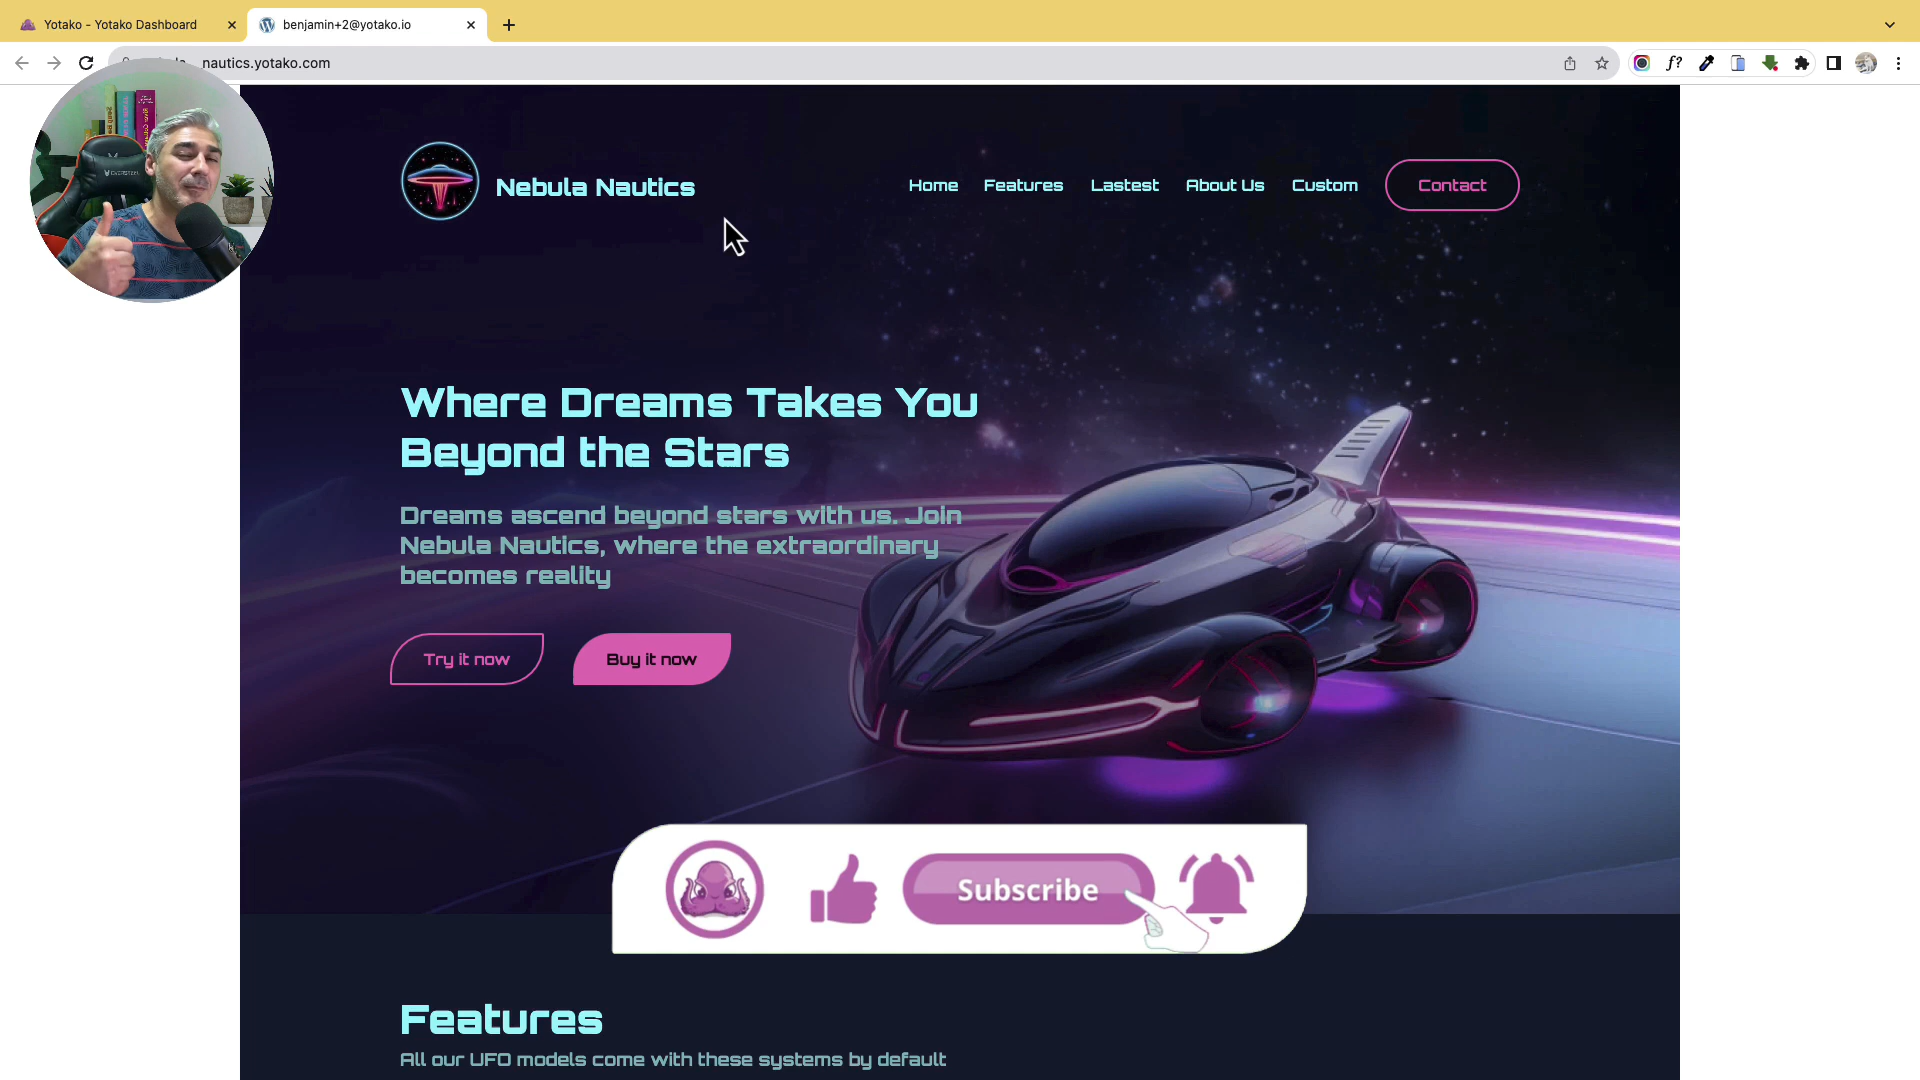 Yotako - Yotako Dashboard
benjamin+2@yotako.io
nautics.yotako.com
Nebula Nautics
Home
Features
Lastest
About Us
Custom
Contact
Where Dreams Takes You
Beyond the Stars
Dreams ascend beyond stars with us. Join
Nebula Nautics, where the extraordinary
becomes reality
Try it now
Buy it now
Subscribe
Features
All our UFO models come with these systems by default